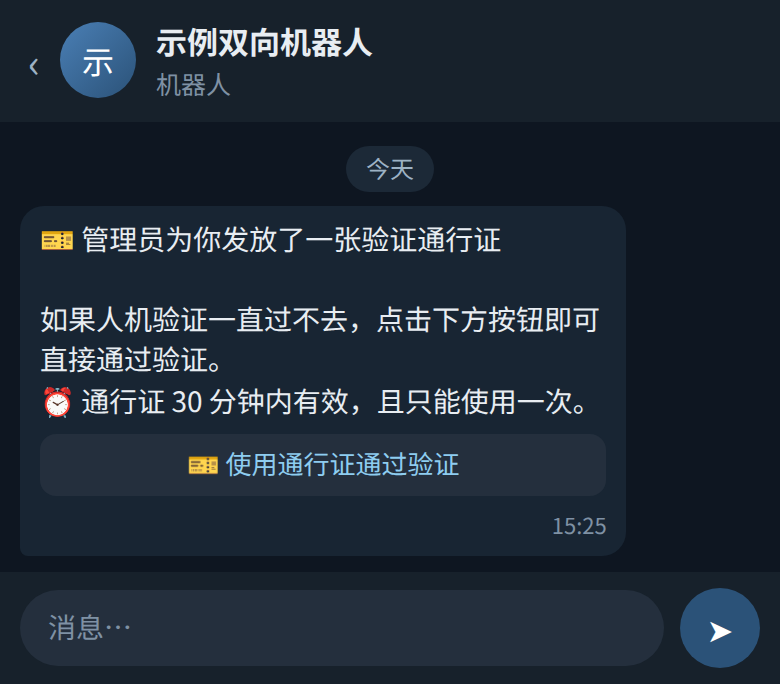 ‹
示
示例双向机器人
机器人
今天
🎫 管理员为你发放了一张验证通行证
如果人机验证一直过不去，点击下方按钮即可
直接通过验证。
⏰ 通行证 30 分钟内有效，且只能使用一次。
🎫 使用通行证通过验证
15:25
消息…
➤